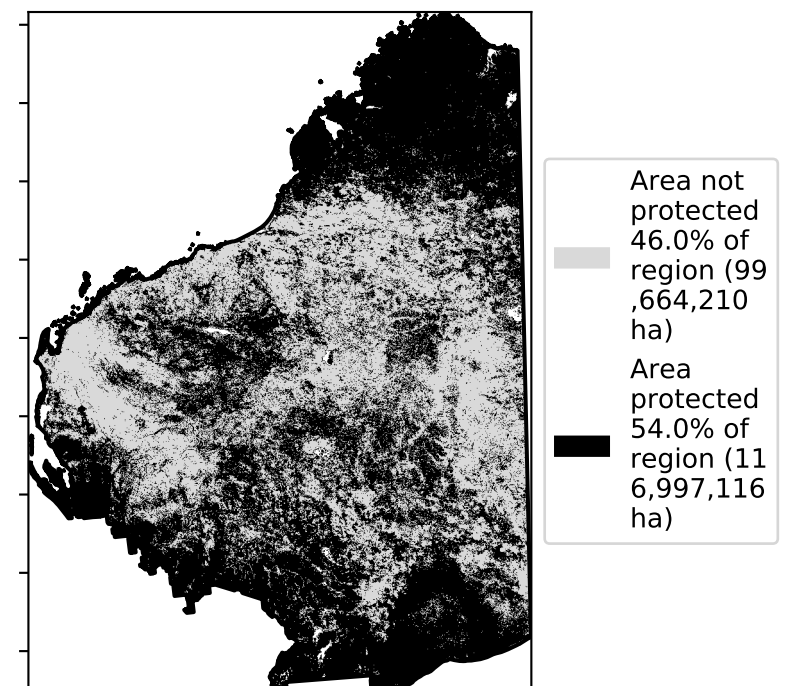 Area not
protected
46.0% of
region (99
,664,210
ha)
Area
protected
54.0% of
region (11
6,997,116
ha)